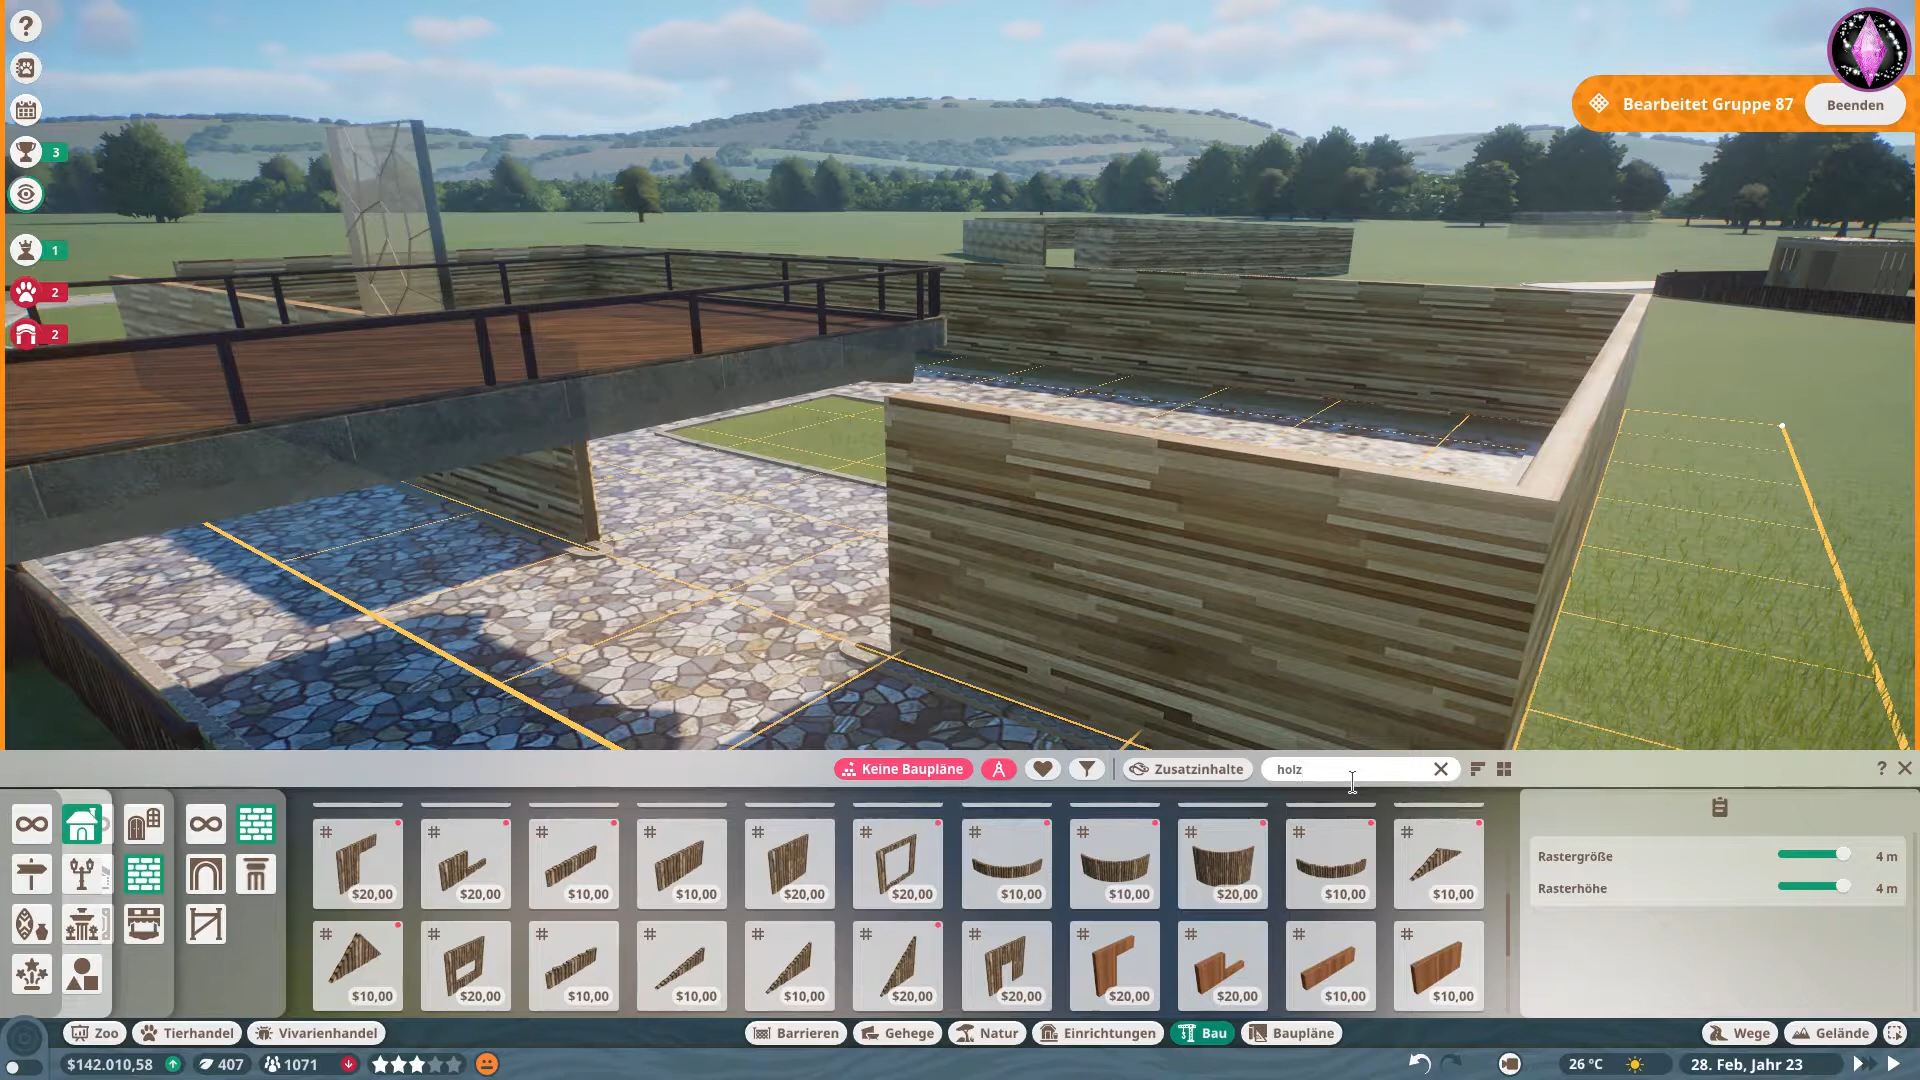 ?
3
Bearbeitet Gruppe 87
Beenden
1
2
2
Keine Baupläne
Zusatzinhalte
holz
?
$20,00
$20,00
$10,00
$10,00
$20,00
$20,00
$10,00
$10,00
$20,00
$10,00
$10,00
Rastergröße
4 m
Rasterhöhe
4 m
$10,00
$20,00
$10,00
$10,00
$10,00
$20,00
$20,00
$20,00
$20,00
$10,00
$10,00
Zoo
Tierhandel
Vivarienhandel
Barrieren
Gehege
Natur
Einrichtungen
Bau
Baupläne
Wege
Gelände
$142.010,58
407
1071
26 °C
28. Feb, Jahr 23